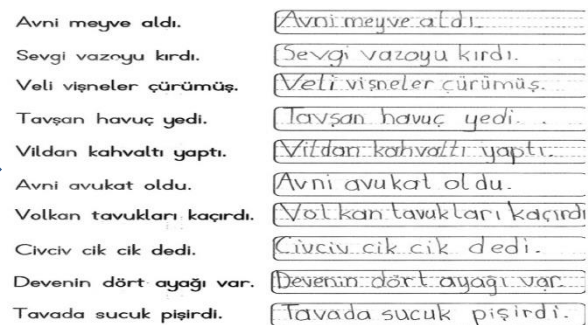 Avni meyve aldı. Avni meyve aldı.
Sevgi vazoyu kırdı. Sevgi vazoyu kırdı.
Veli vişneler çürümüş. Veli vişneler çürümüş.
Tavşan havuç yedi. Tavşan havuç yedi.
Vildan kahvaltı yaptı. Vildan kahvaltı yaptı.
Avni avukat oldu. Avni avukat oldu.
Volkan tavukları kaçırdı. Volkan tavukları kaçırdı
Civciv cik cik dedi. Civciv cik cik dedi.
Devenin dört ayağı var. Devenin dört ayağı var.
Tavada sucuk pişirdi. Tavada sucuk pişirdi.